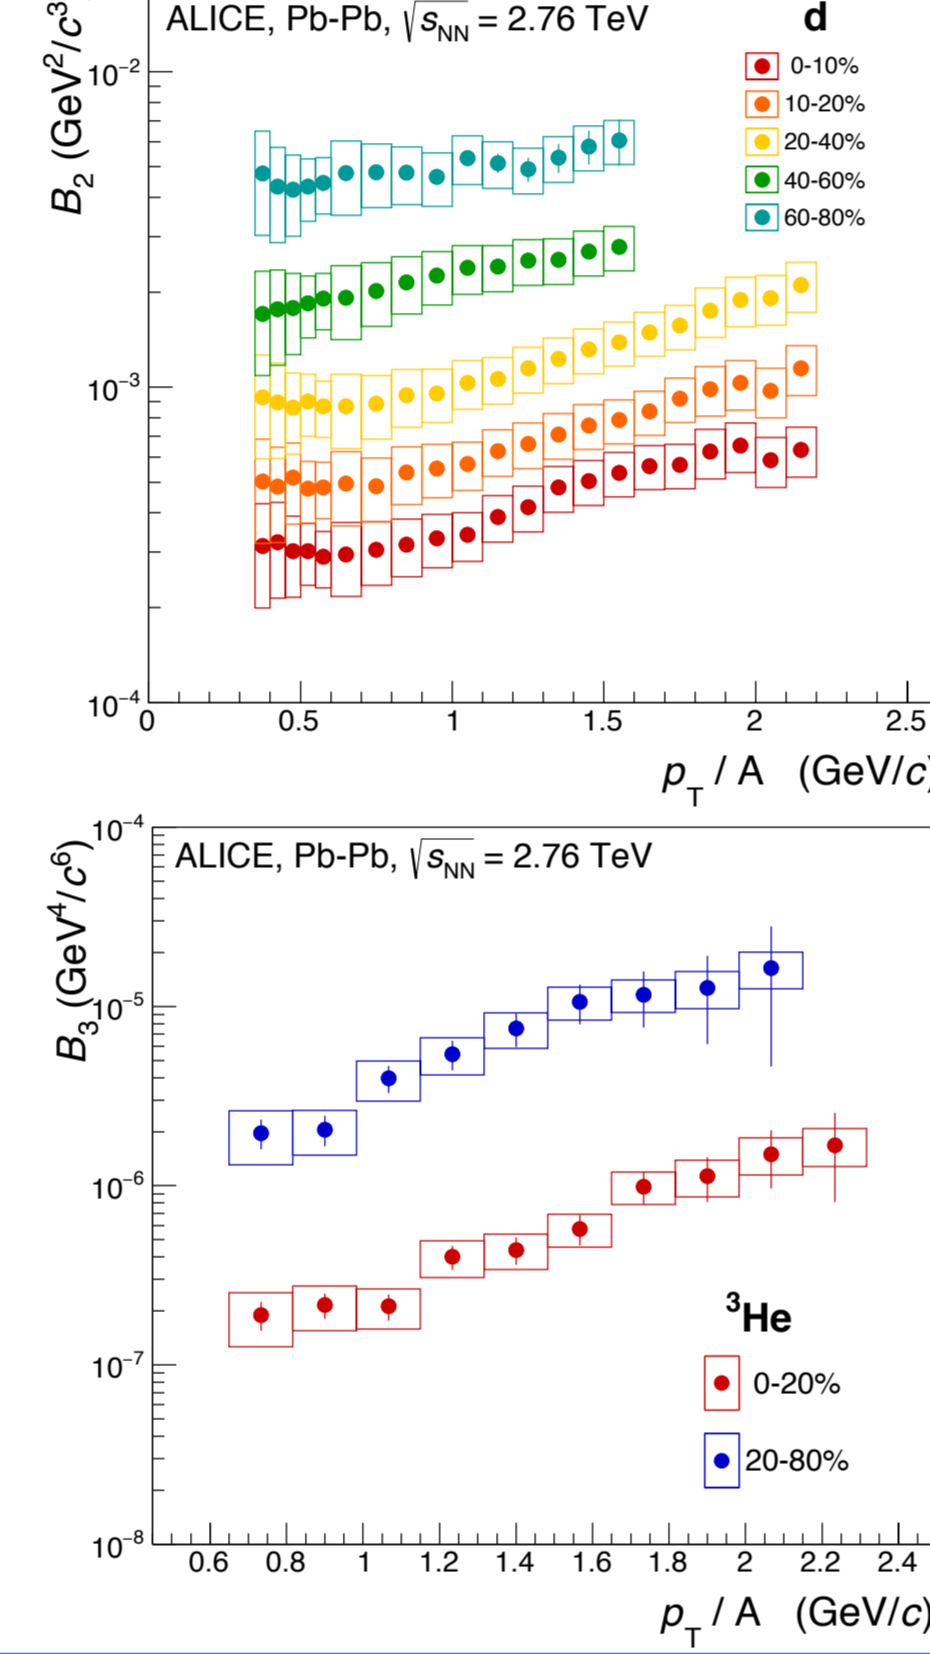 ALICE, Pb-Pb, √sNN = 2.76 TeV
d
0-10%
10-20%
20-40%
40-60%
60-80%
B2 (GeV²/c³
10⁻²
10⁻³
10⁻⁴
0 0.5 1 1.5 2 2.5
pT / A (GeV/c)
ALICE, Pb-Pb, √sNN = 2.76 TeV
B3 (GeV⁴/c⁶)
10⁻⁴
10⁻⁵
10⁻⁶
10⁻⁷
10⁻⁸
³He
0-20%
20-80%
0.6 0.8 1 1.2 1.4 1.6 1.8 2 2.2 2.4
pT / A (GeV/c)